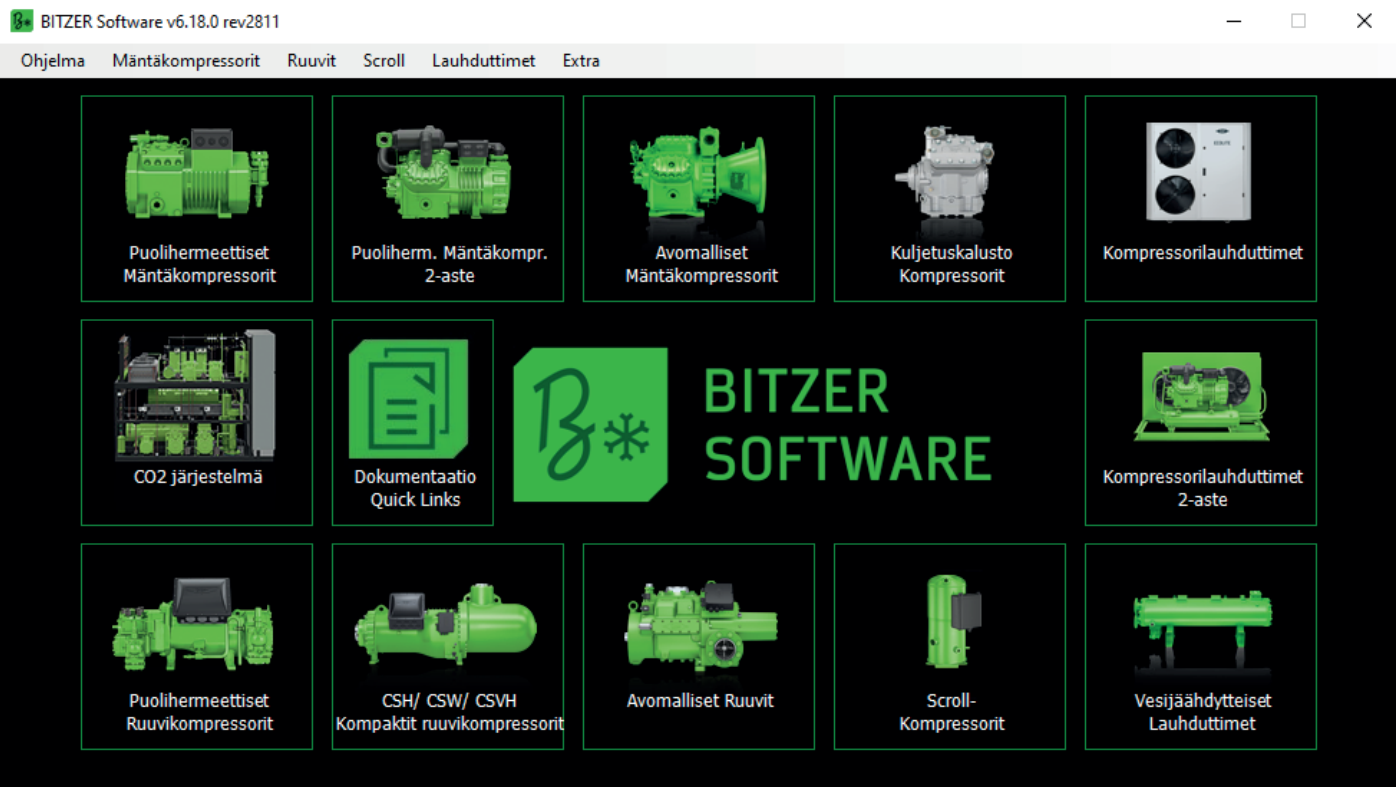 BITZER Software v6.18.0 rev2811
Ohjelma Mäntäkompressorit Ruuvit Scroll Lauhduttimet Extra
Puolihermeettiset
Mäntäkompressorit
Puoliherm. Mäntäkompr.
2-aste
Avomalliset
Mäntäkompressorit
Kuljetuskalusto
Kompressorit
Kompressorilauhduttimet
CO2 järjestelmä
Dokumentaatio
Quick Links
BITZER
SOFTWARE
Kompressorilauhduttimet
2-aste
Puolihermeettiset
Ruuvikompressorit
CSH/ CSW/ CSVH
Kompaktit ruuvikompressorit
Avomalliset Ruuvit
Scroll-
Kompressorit
Vesijäähdytteiset
Lauhduttimet